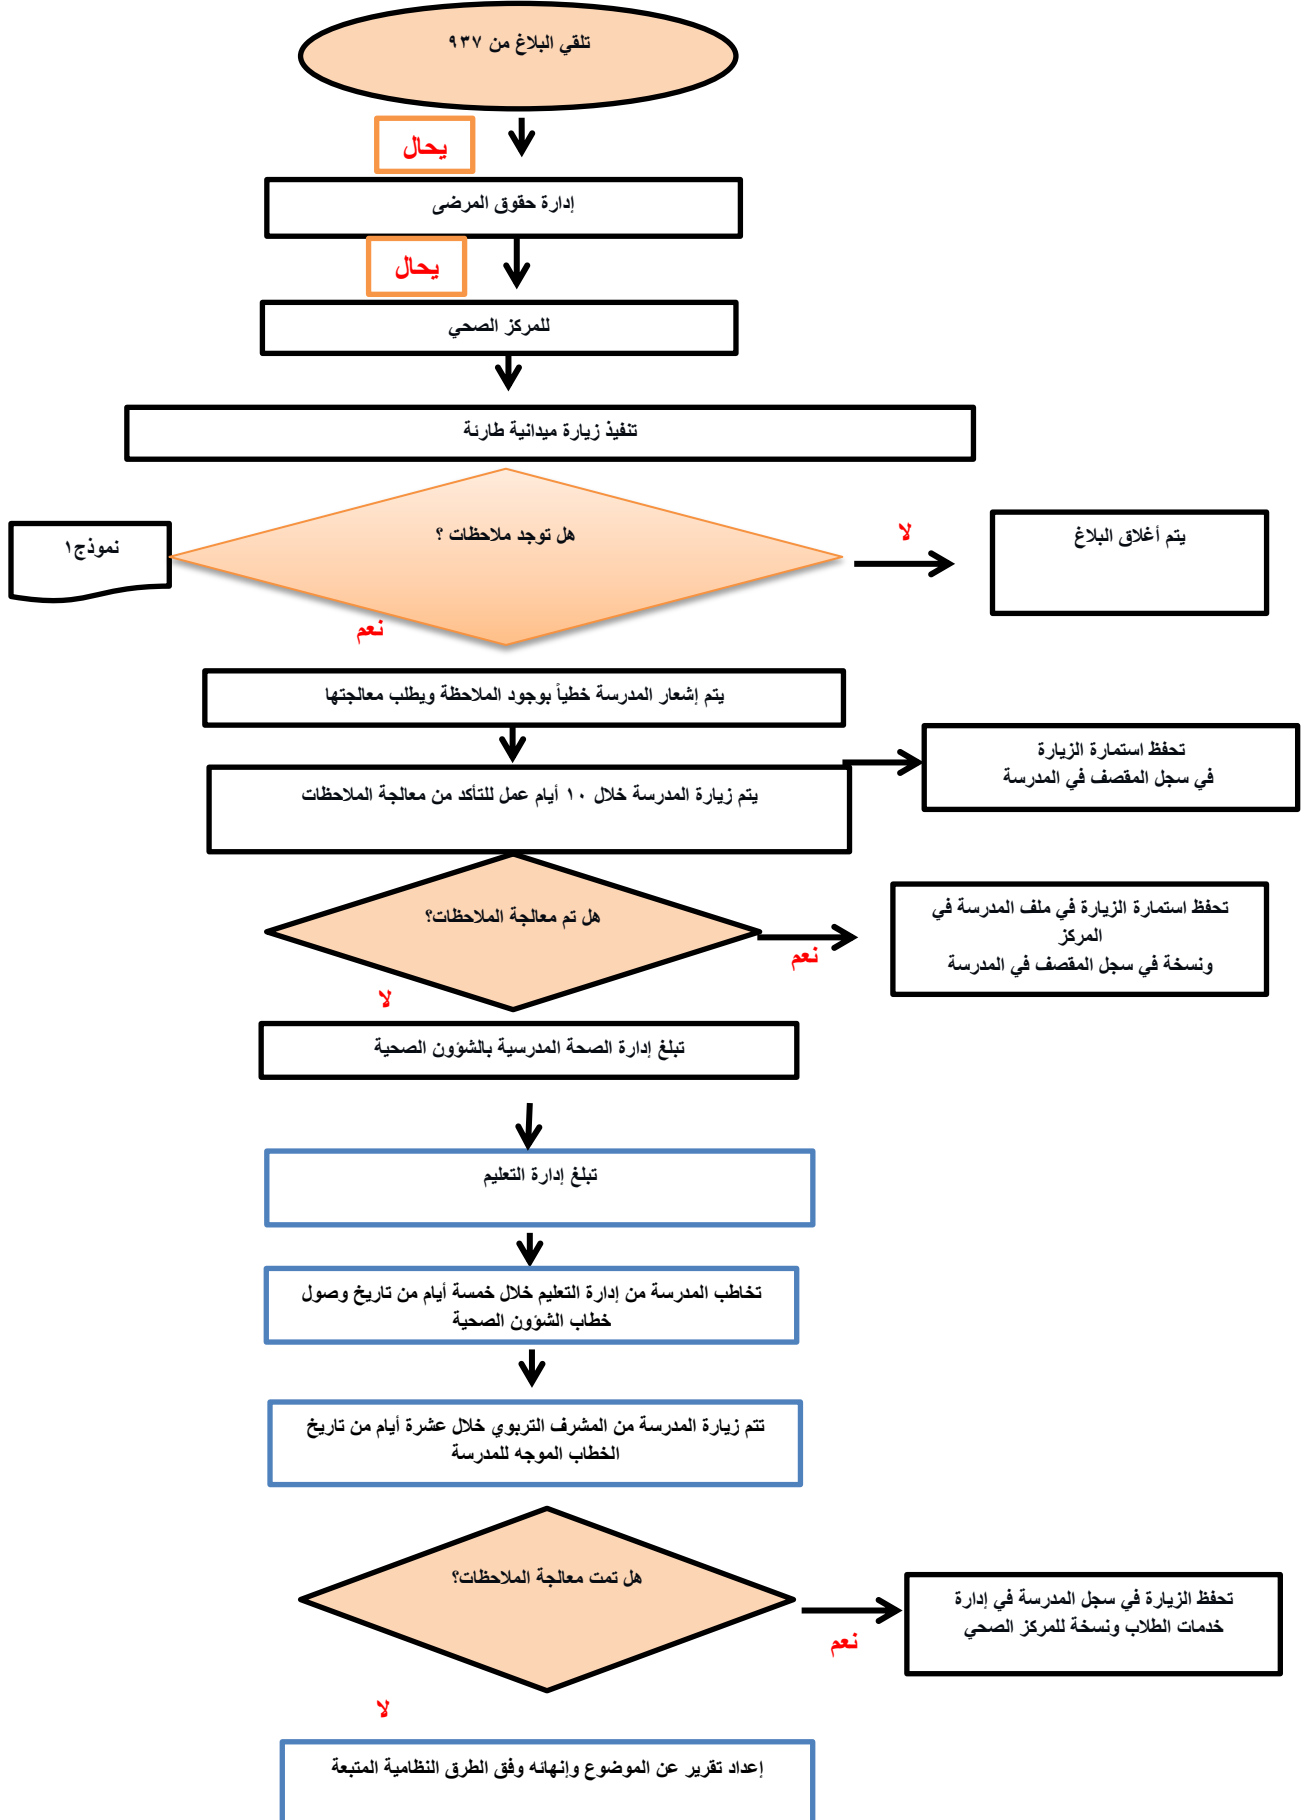 تلقي البلاغ من ٩٣٧
يحال
إدارة حقوق المرضى
يحال
للمركز الصحي
تنفيذ زيارة ميدانية طارئة
هل توجد ملاحظات ؟
نموذج١
لا
يتم أغلاق البلاغ
نعم
يتم إشعار المدرسة خطياً بوجود الملاحظة ويطلب معالجتها
تحفظ استمارة الزيارة
في سجل المقصف في المدرسة
يتم زيارة المدرسة خلال ١٠ أيام عمل للتأكد من معالجة الملاحظات
هل تم معالجة الملاحظات؟
نعم
تحفظ استمارة الزيارة في ملف المدرسة في
المركز
ونسخة في سجل المقصف في المدرسة
لا
تبلغ إدارة الصحة المدرسية بالشؤون الصحية
تبلغ إدارة التعليم
تخاطب المدرسة من إدارة التعليم خلال خمسة أيام من تاريخ وصول
خطاب الشؤون الصحية
تتم زيارة المدرسة من المشرف التربوي خلال عشرة أيام من تاريخ
الخطاب الموجه للمدرسة
هل تمت معالجة الملاحظات؟
نعم
تحفظ الزيارة في سجل المدرسة في إدارة
خدمات الطلاب ونسخة للمركز الصحي
لا
إعداد تقرير عن الموضوع وإنهائه وفق الطرق النظامية المتبعة